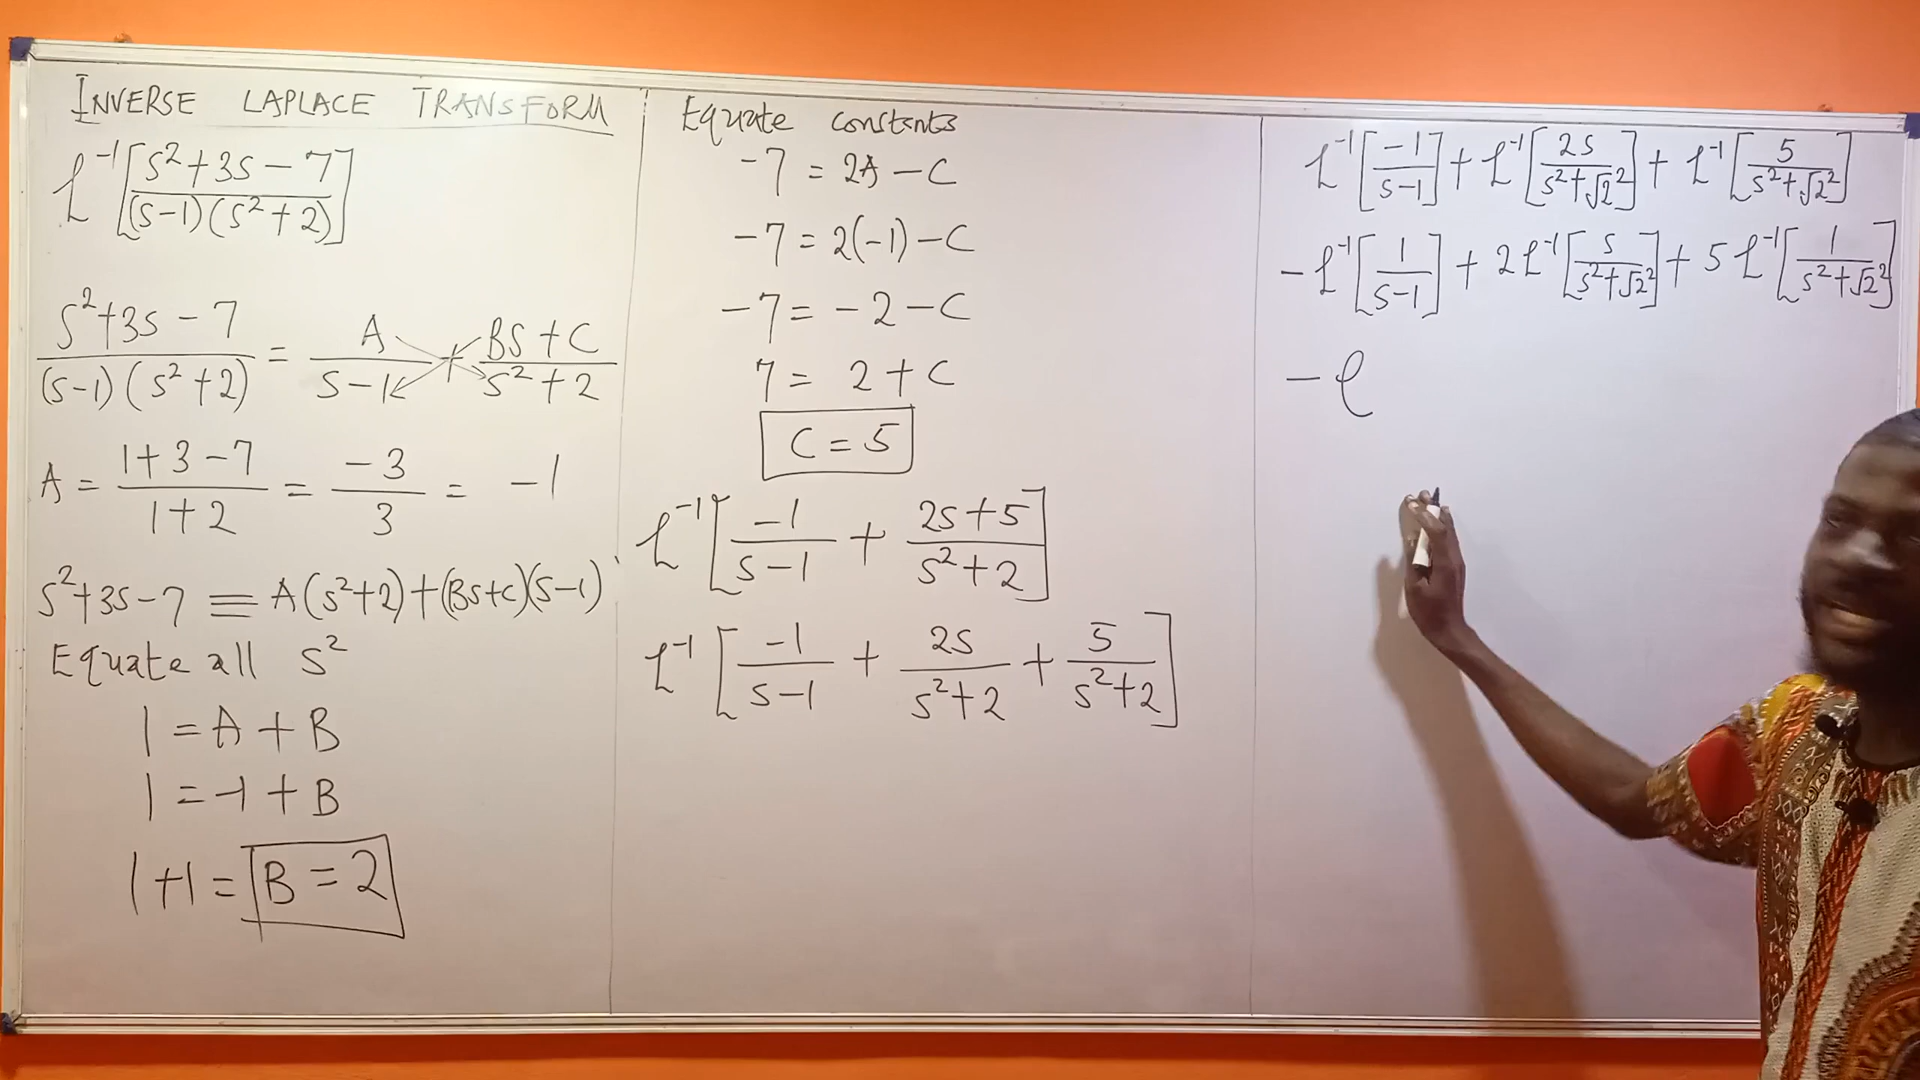 INVERSE LAPLACE TRANSFORM
ℒ⁻¹[(s²+3s-7)/((s-1)(s²+2))]
(s²+3s-7)/((s-1)(s²+2)) = A/(s-1) + (Bs+C)/(s²+2)
A = (1+3-7)/(1+2) = -3/3 = -1
s²+3s-7 ≡ A(s²+2)+(Bs+c)(s-1)
Equate all s²
1 = A + B
1 = -1 + B
1+1 = B = 2
Equate constants
-7 = 2A - C
-7 = 2(-1) - C
-7 = -2 - C
7 = 2 + C
C = 5
ℒ⁻¹[-1/(s-1) + (2s+5)/(s²+2)]
ℒ⁻¹[-1/(s-1) + 2s/(s²+2) + 5/(s²+2)]
ℒ⁻¹[-1/(s-1)] + ℒ⁻¹[2s/(s²+√2²)] + ℒ⁻¹[5/(s²+√2²)]
-ℒ⁻¹[1/(s-1)] + 2ℒ⁻¹[s/(s²+√2²)] + 5ℒ⁻¹[1/(s²+√2²)]
-e